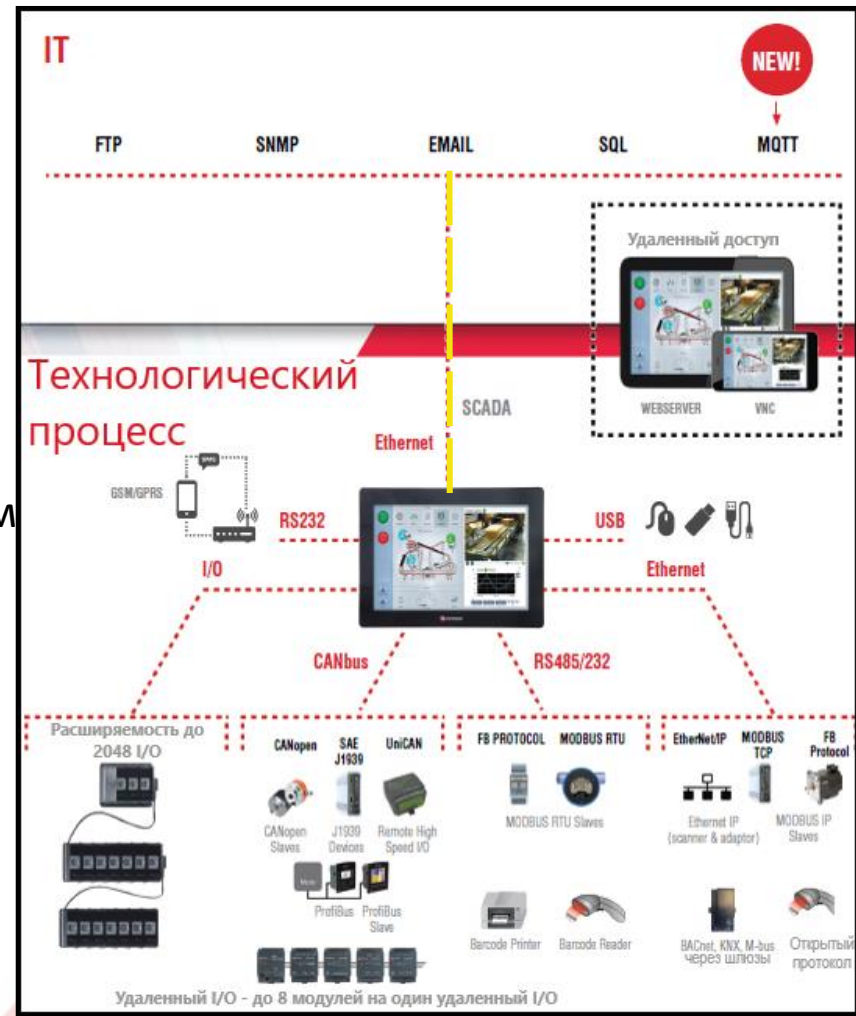 IT
NEW!
FTP
SNMP
EMAIL
SQL
MQTT
Удаленный доступ
WEBSERVER
VNC
Технологический
процесс
SCADA
Ethernet
GSM/GPRS
RS232
USB
м
I/O
Ethernet
CANbus
RS485/232
Расширяемость до
2048 I/O
CANopen
SAE
J1939
UniCAN
FB PROTOCOL
MODBUS RTU
EtherNet/IP
MODBUS
TCP
FB
Protocol
CANopen
Slaves
J1939
Devices
Remote High
Speed I/O
MODBUS RTU Slaves
Ethernet IP
(scanner & adaptor)
MODBUS IP
Slaves
ProfiBus
ProfiBus
Slave
Barcode Printer
Barcode Reader
BACnet, KNX, M-bus
через шлюзы
Открытый
протокол
Удаленный I/O - до 8 модулей на один удаленный I/O